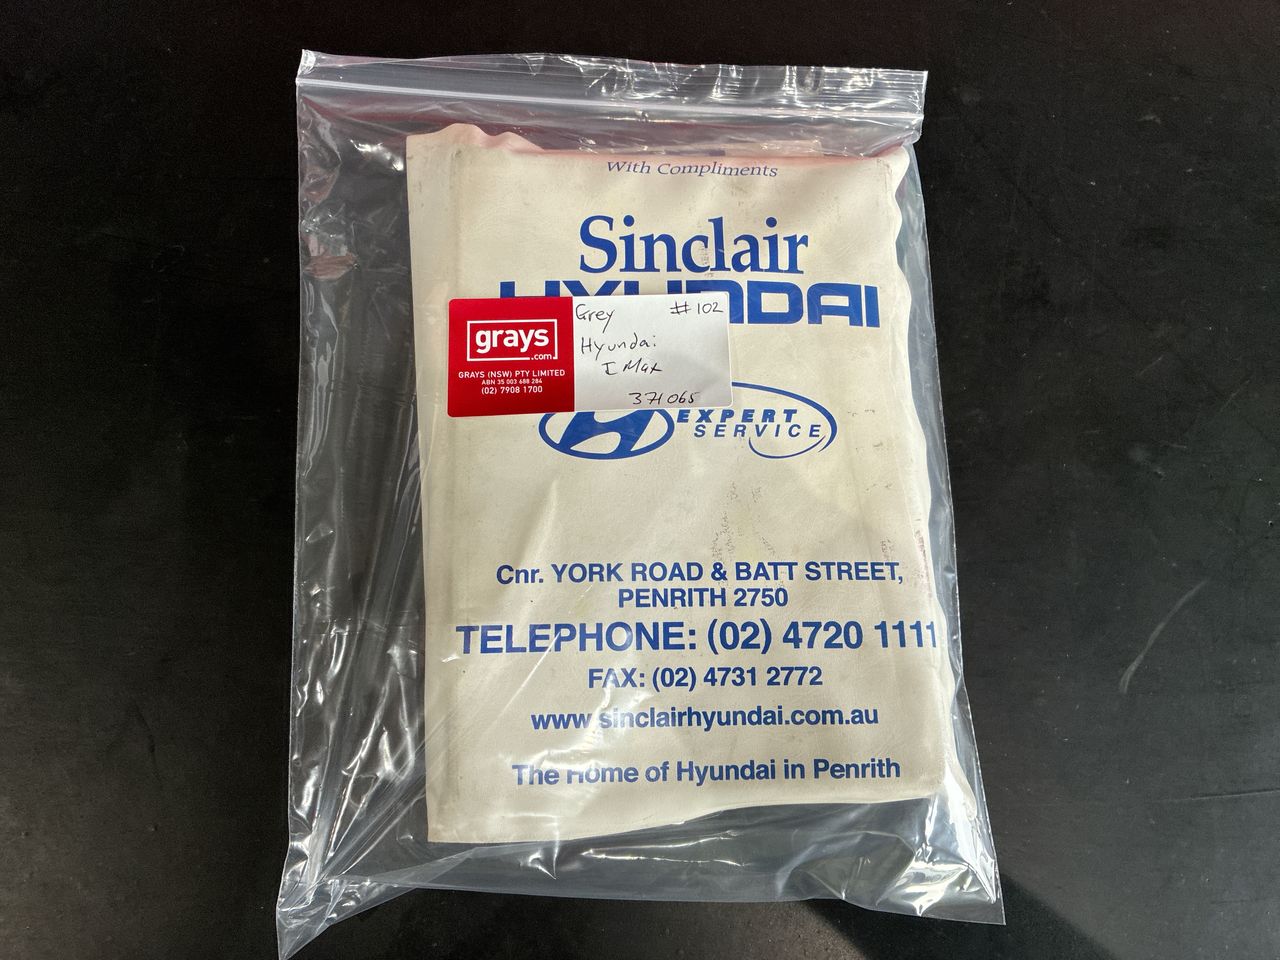 With Compliments
Sinclair
HYUNDAI
grays
.com
GRAYS (NSW) PTY LIMITED
ABN 35 003 688 284
(02) 7908 1700
Grey #102
Hyundai
I Max
371065
EXPERT
SERVICE
Cnr. YORK ROAD & BATT STREET,
PENRITH 2750
TELEPHONE: (02) 4720 1111
FAX: (02) 4731 2772
www.sinclairhyundai.com.au
The Home of Hyundai in Penrith